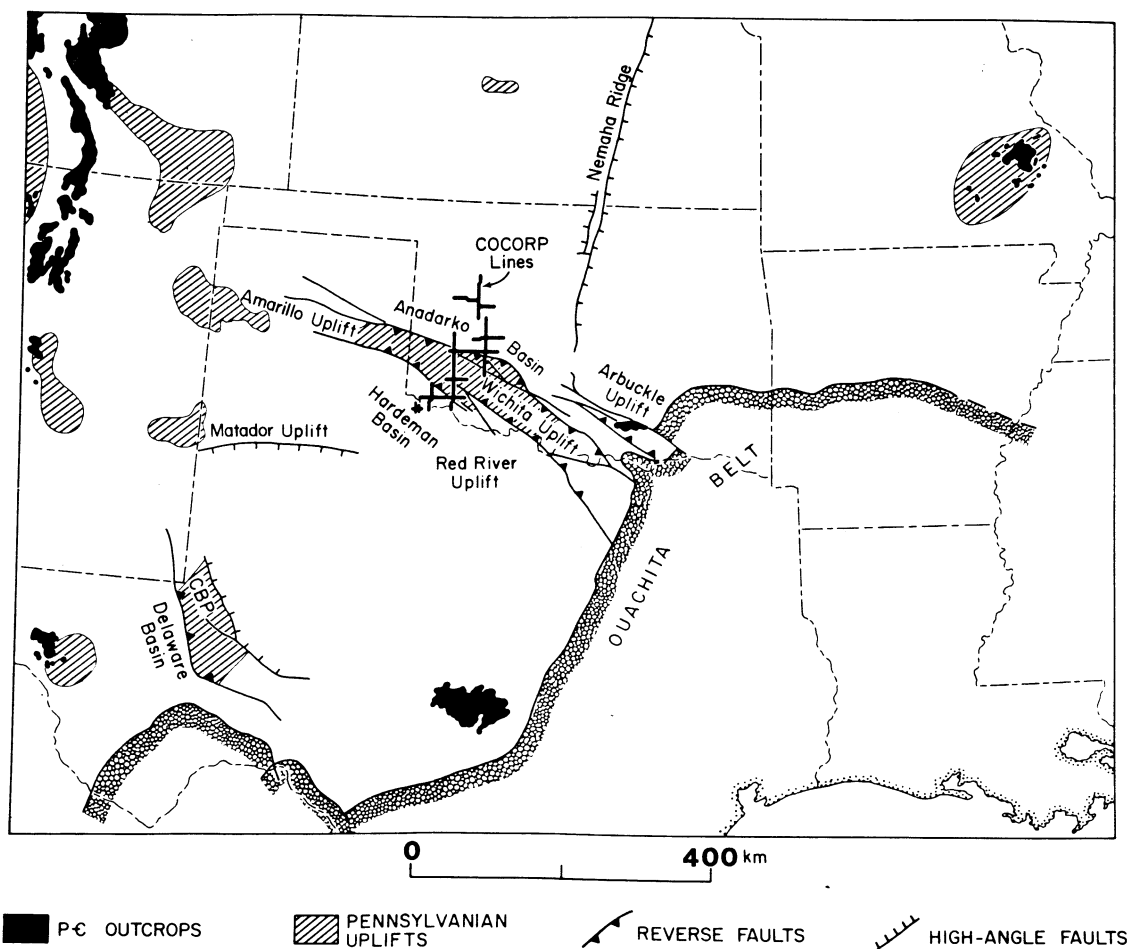 Nemaha Ridge
COCORP
Lines
Amarillo Uplift
Anadarko
Basin
Arbuckle
Uplift
Wichita Uplift
Hardeman
Basin
Matador Uplift
Red River
Uplift
BELT
OUACHITA
CBP
Delaware
Basin
0
400 km
P-Є OUTCROPS
PENNSYLVANIAN
UPLIFTS
REVERSE FAULTS
HIGH-ANGLE FAULTS